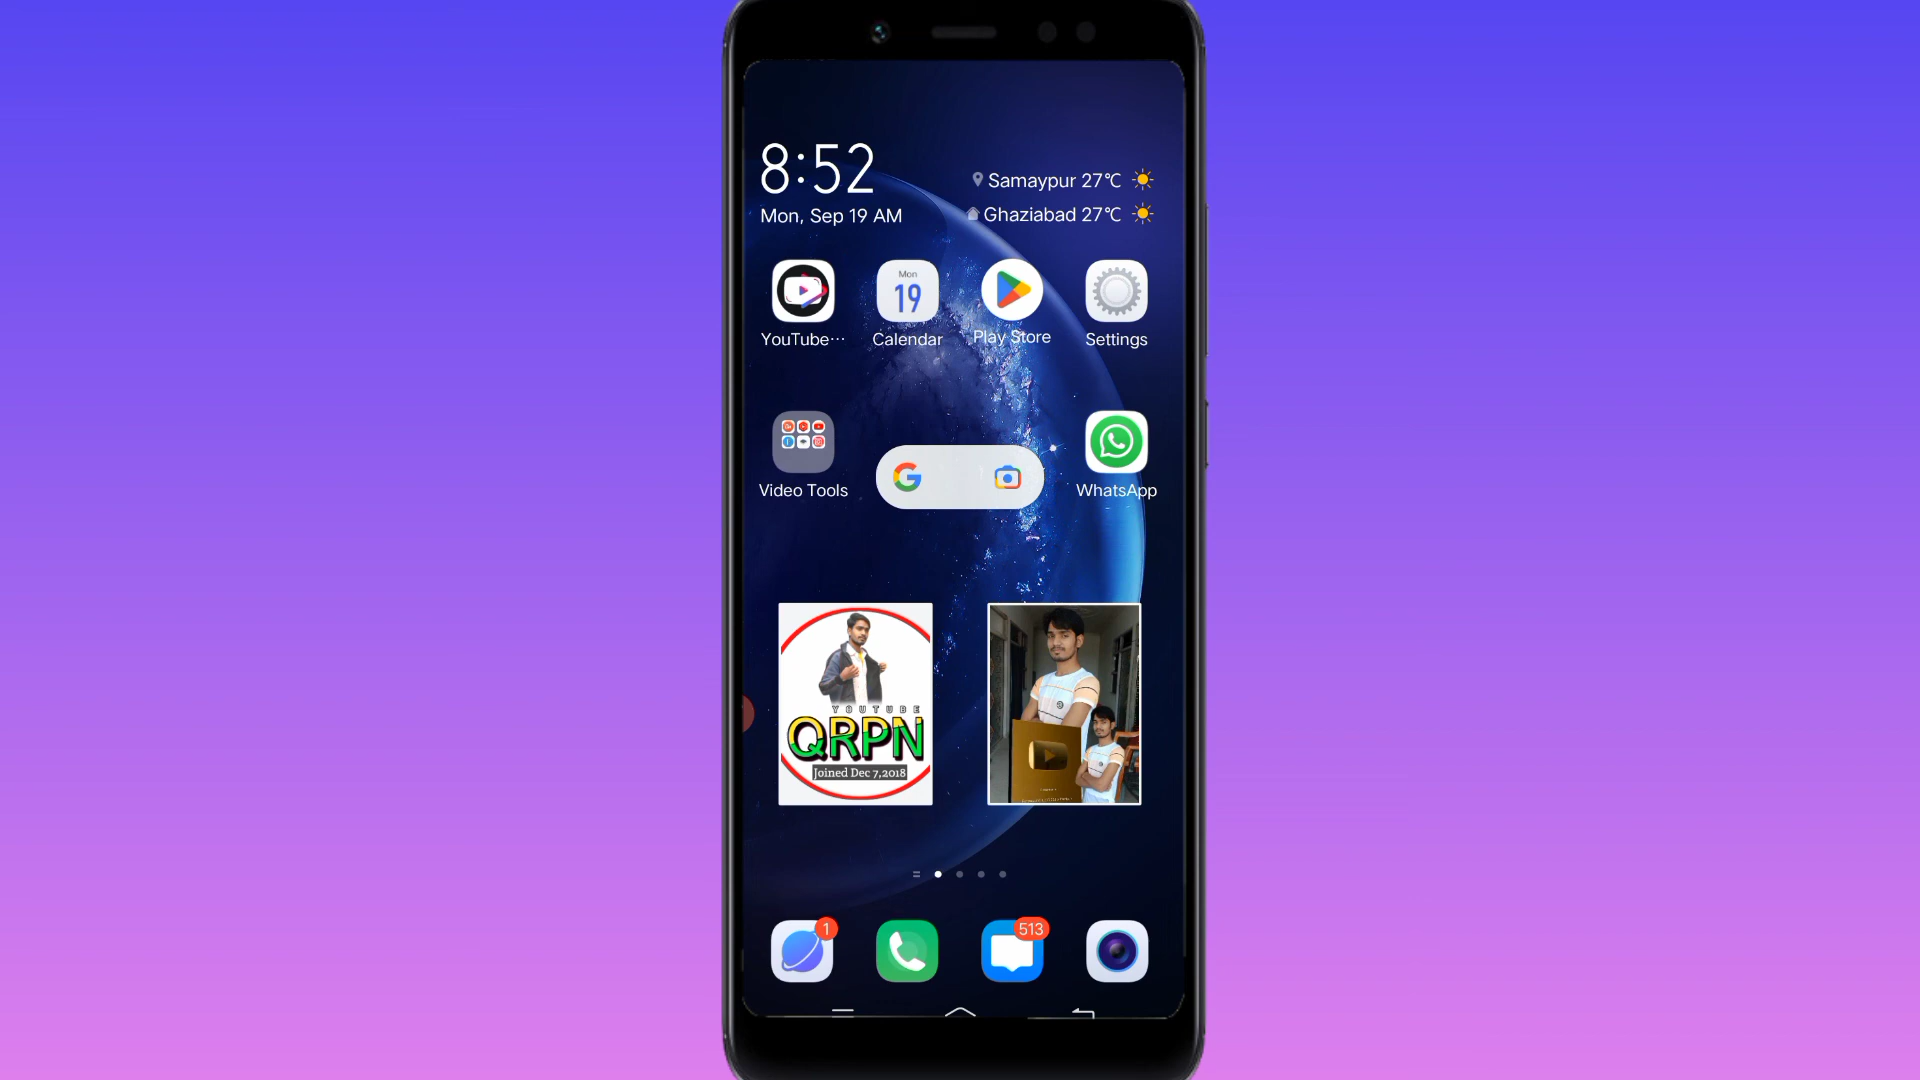 8:52
Mon, Sep 19 AM
Samaypur 27℃
Ghaziabad 27℃
YouTube···
Mon
19
Calendar
Play Store
Settings
Video Tools
WhatsApp
YOUTUBE
QRPN
Joined Dec 7,2018
1
513